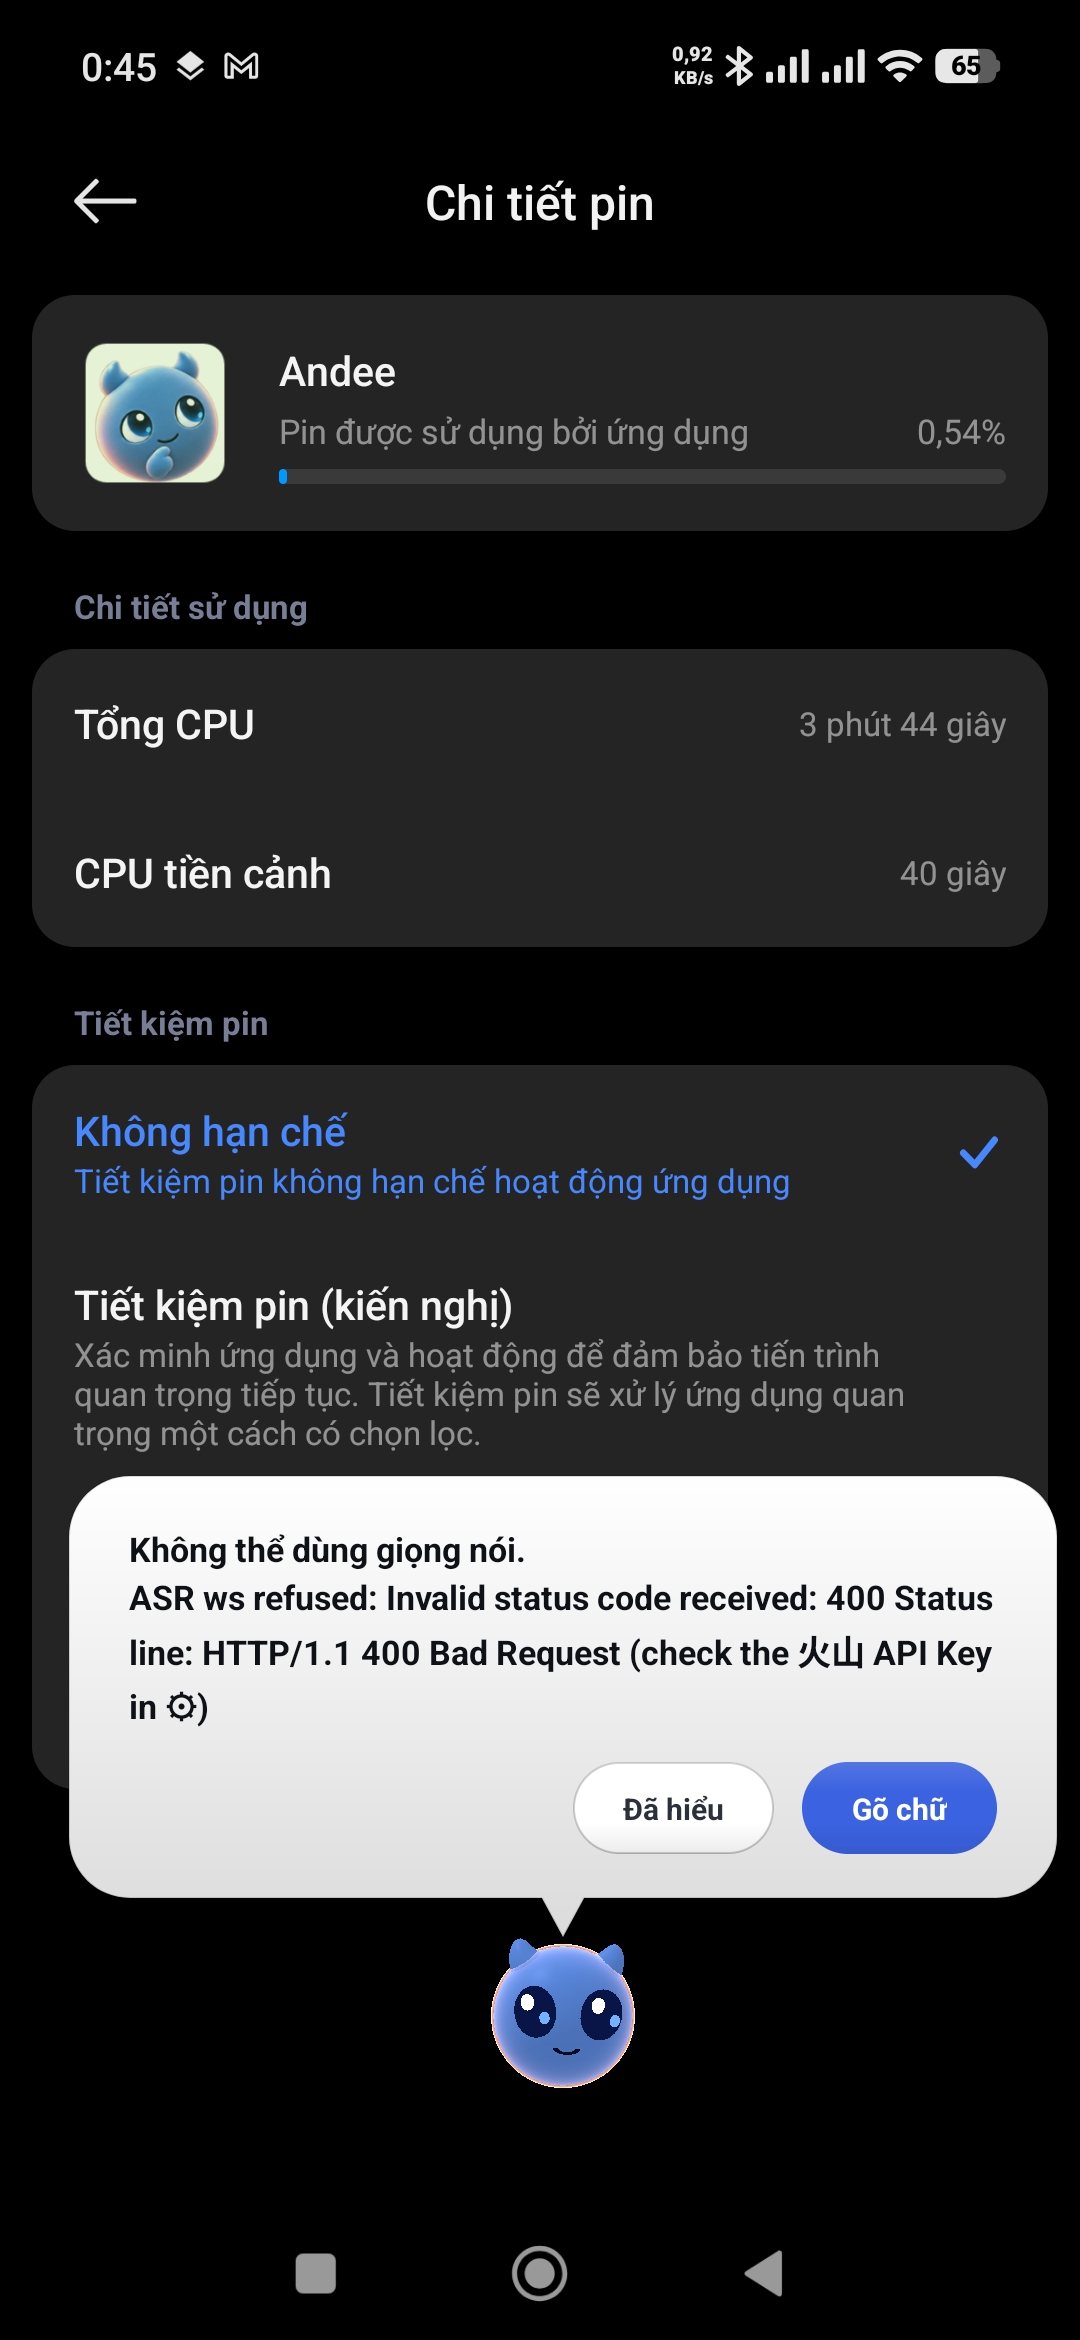 0:45
0,92
KB/s
65
Chi tiết pin
Andee
Pin được sử dụng bởi ứng dụng 0,54%
Chi tiết sử dụng
Tổng CPU 3 phút 44 giây
CPU tiền cảnh 40 giây
Tiết kiệm pin
Không hạn chế
Tiết kiệm pin không hạn chế hoạt động ứng dụng
Tiết kiệm pin (kiến nghị)
Xác minh ứng dụng và hoạt động để đảm bảo tiến trình
quan trọng tiếp tục. Tiết kiệm pin sẽ xử lý ứng dụng quan
trọng một cách có chọn lọc.
Không thể dùng giọng nói.
ASR ws refused: Invalid status code received: 400 Status
line: HTTP/1.1 400 Bad Request (check the 火山 API Key
in ⚙)
Đã hiểu
Gõ chữ